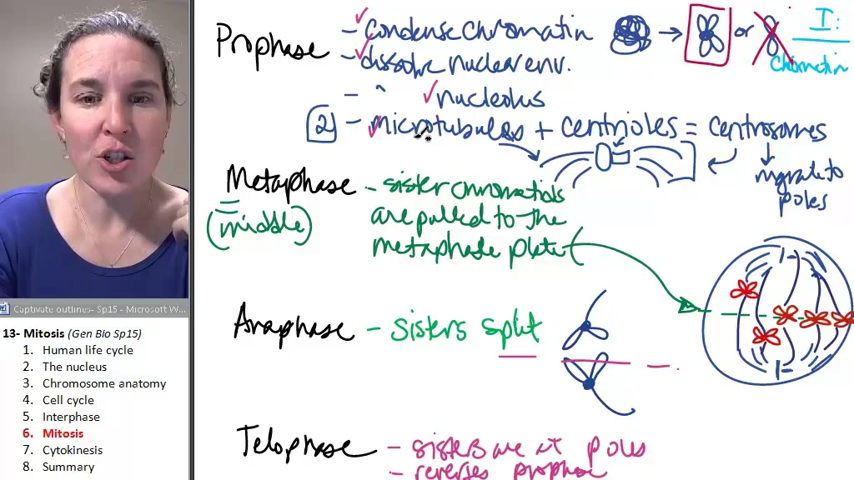 Prophase
- condense chromatin
or
I:
chromatin
- dissolve nuclear env.
- " nucleolus
2 - microtubules + centrioles = centrosomes
migrate to
poles
Metaphase
= 
(middle)
- sister chromatids
are pulled to the
metaphase plate
Anaphase - sisters split
Telophase - sisters are at poles
- reverses prophase
Captivate outlines- Sp15 - Microsoft W...
13- Mitosis (Gen Bio Sp15)
1. Human life cycle
2. The nucleus
3. Chromosome anatomy
4. Cell cycle
5. Interphase
6. Mitosis
7. Cytokinesis
8. Summary